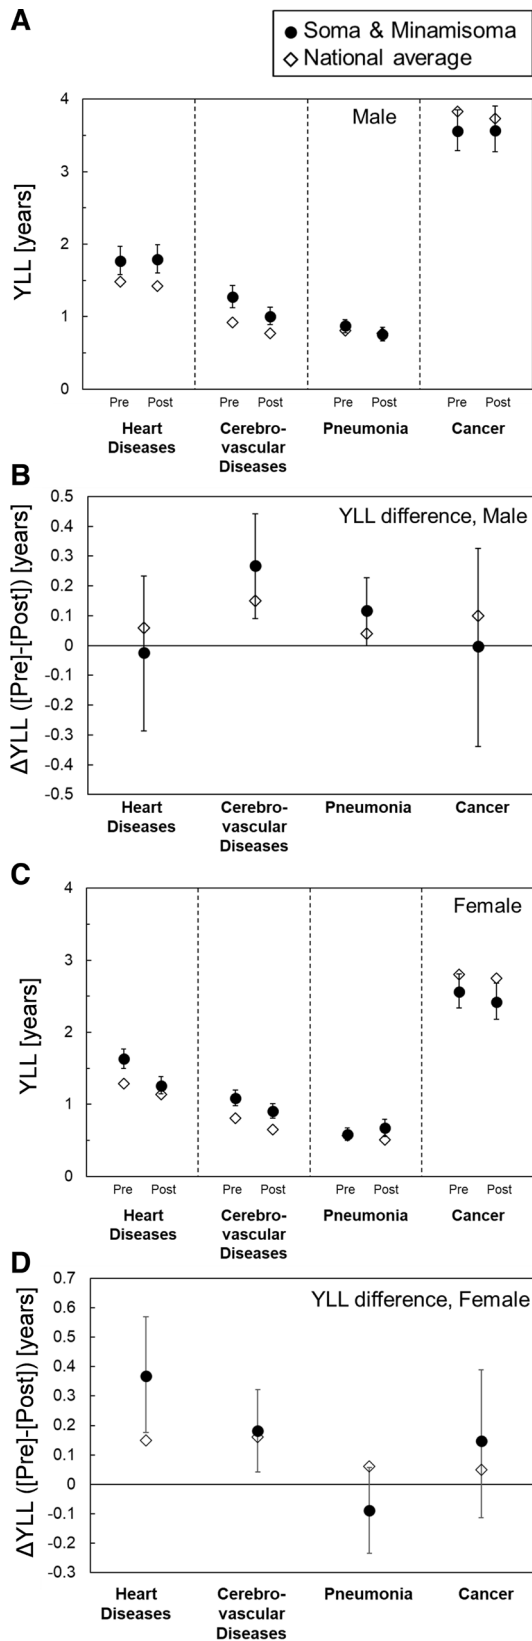 A
Soma & Minamisoma
National average
Male
YLL [years]
4
3
2
1
0
Pre Post Pre Post Pre Post Pre Post
Heart Diseases
Cerebro-
vascular
Diseases
Pneumonia
Cancer
B
YLL difference, Male
ΔYLL ([Pre]-[Post]) [years]
0.5
0.4
0.3
0.2
0.1
0
-0.1
-0.2
-0.3
-0.4
-0.5
Heart
Diseases
Cerebro-
vascular
Diseases
Pneumonia
Cancer
C
Female
YLL [years]
4
3
2
1
0
Pre Post Pre Post Pre Post Pre Post
Heart
Diseases
Cerebro-
vascular
Diseases
Pneumonia
Cancer
D
YLL difference, Female
ΔYLL ([Pre]-[Post]) [years]
0.7
0.6
0.5
0.4
0.3
0.2
0.1
0
-0.1
-0.2
-0.3
Heart
Diseases
Cerebro-
vascular
Diseases
Pneumonia
Cancer